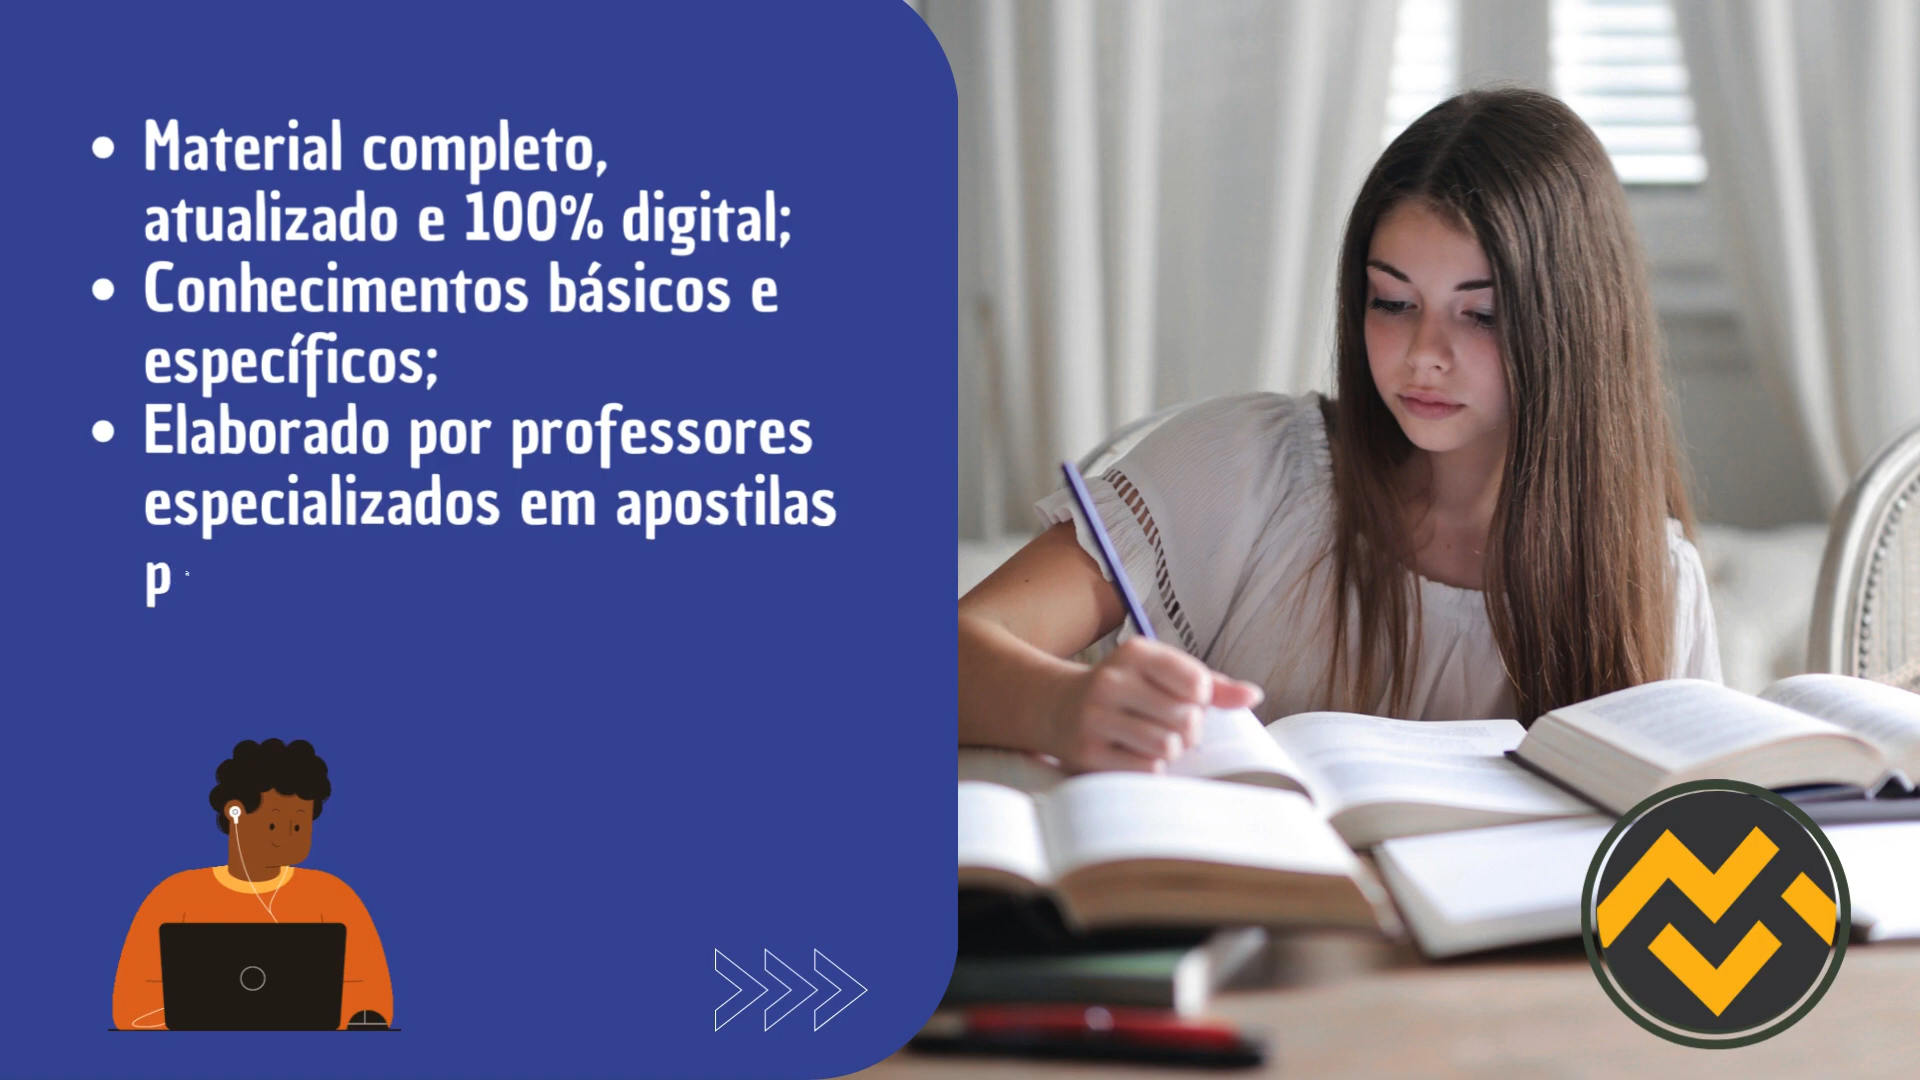 • Material completo,
atualizado e 100% digital;
• Conhecimentos básicos e
específicos;
• Elaborado por professores
especializados em apostilas
p